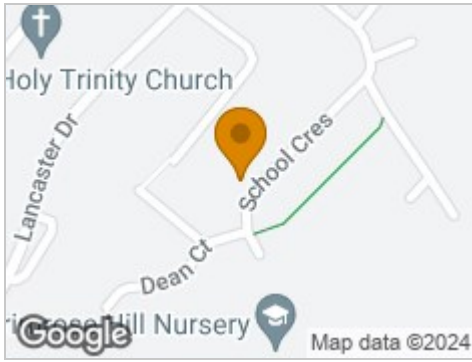 Holy Trinity Church
Lancaster Dr
School Cres
Dean Ct
Hill Nursery
Google
Map data ©2024